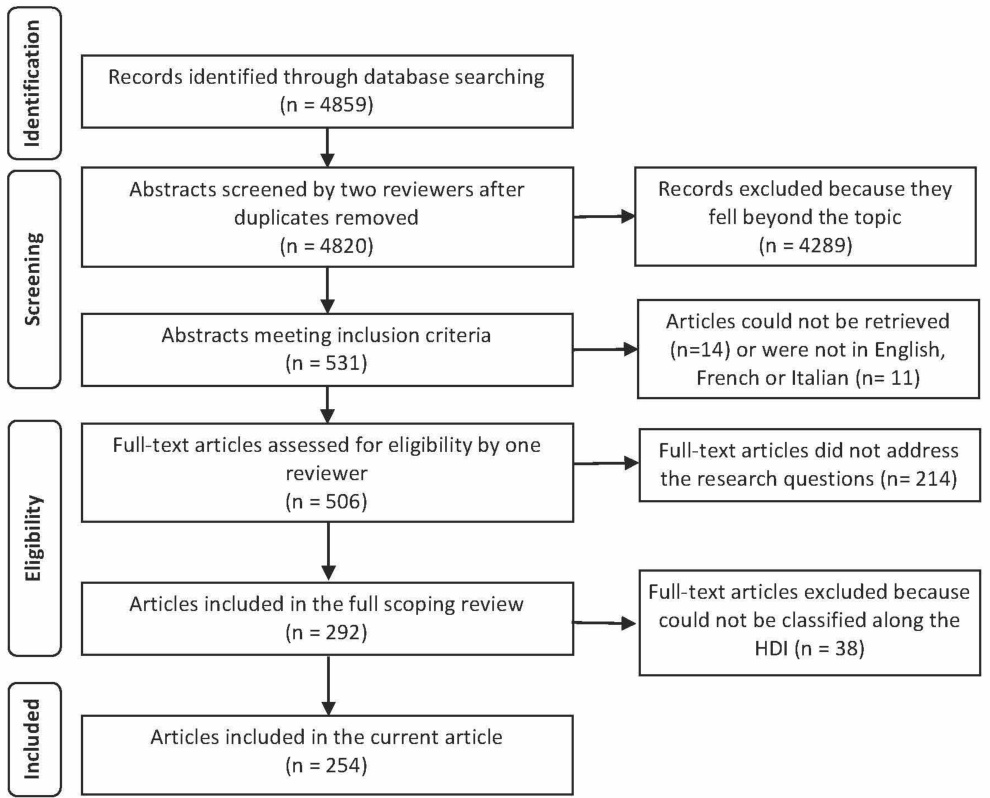 Identification
Records identified through database searching
(n = 4859)
Screening
Abstracts screened by two reviewers after
duplicates removed
(n = 4820)
Records excluded because they
fell beyond the topic
(n = 4289)
Abstracts meeting inclusion criteria
(n = 531)
Articles could not be retrieved
(n=14) or were not in English,
French or Italian (n= 11)
Eligibility
Full-text articles assessed for eligibility by one
reviewer
(n = 506)
Full-text articles did not address
the research questions (n= 214)
Articles included in the full scoping review
(n = 292)
Full-text articles excluded because
could not be classified along the
HDI (n = 38)
Included
Articles included in the current article
(n = 254)